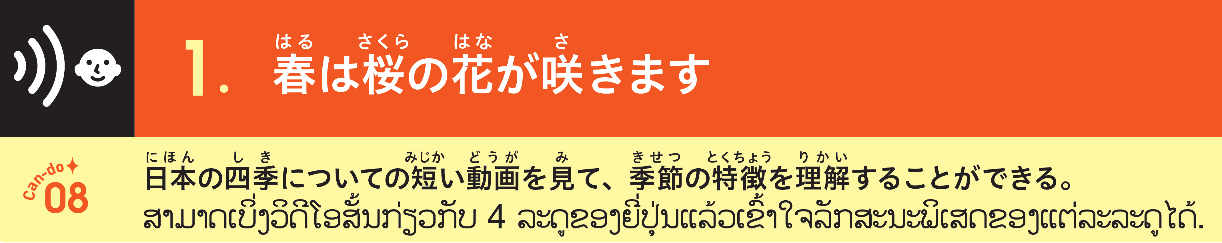 はる さくら はな さ
1. 春は桜の花が咲きます
Can-do 08
にほん しき みじか どうが み きせつ とくちょう りかい
日本の四季についての短い動画を見て、季節の特徴を理解することができる。
ສາມາດເບິ່ງວິດີໂອສັ້ນກ່ຽວກັບ 4 ລະດູຂອງຍີ່ປຸ່ນແລ້ວເຂົ້າໃຈລັກສະນະພິເສດຂອງແຕ່ລະລະດູໄດ້.